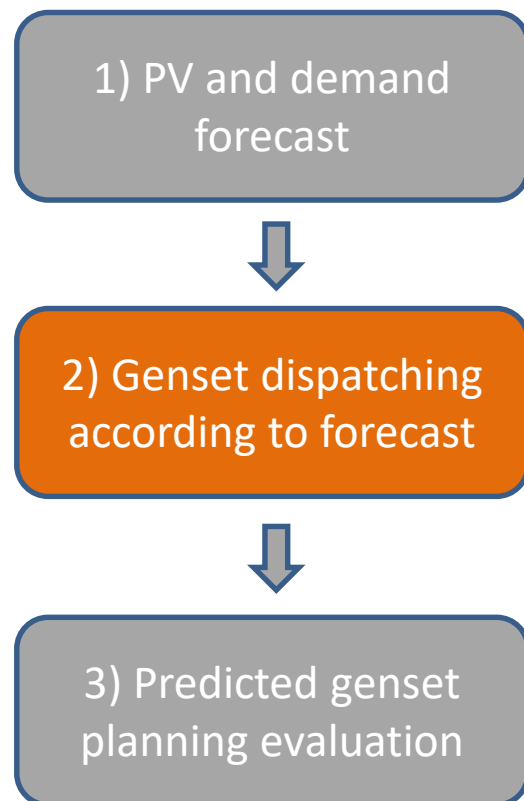 1) PV and demand
forecast
2) Genset dispatching
according to forecast
3) Predicted genset
planning evaluation